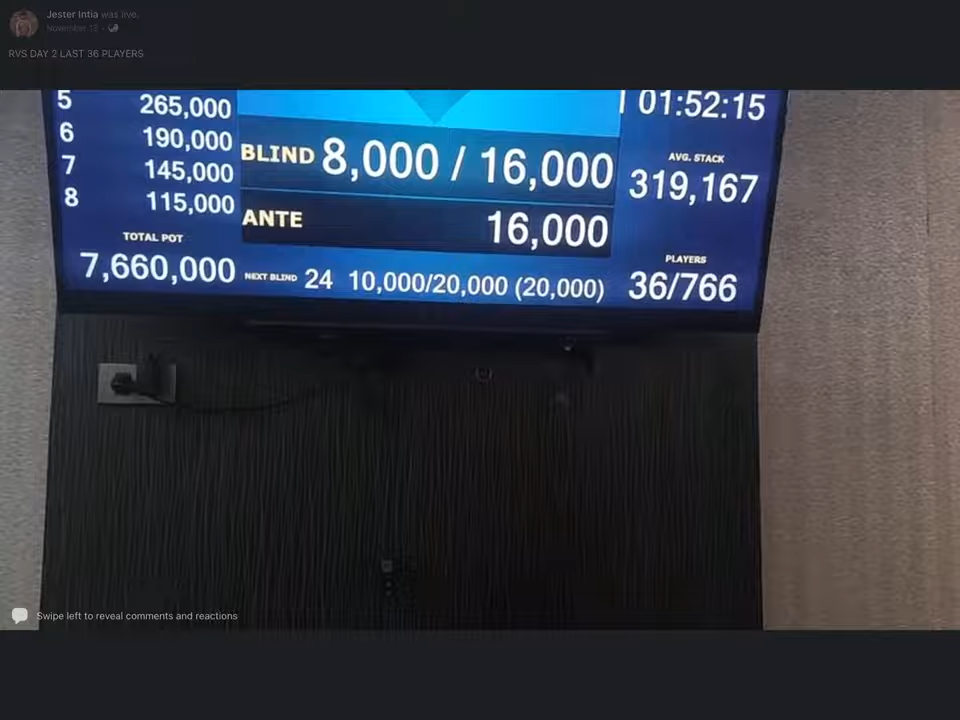 Jester Intia was live.
November 12
RVS DAY 2 LAST 36 PLAYERS
5 265,000
6 190,000
7 145,000
8 115,000
TOTAL POT
7,660,000
BLIND 8,000 / 16,000
ANTE 16,000
NEXT BLIND 24 10,000/20,000 (20,000)
01:52:15
AVG. STACK
319,167
PLAYERS
36/766
Swipe left to reveal comments and reactions